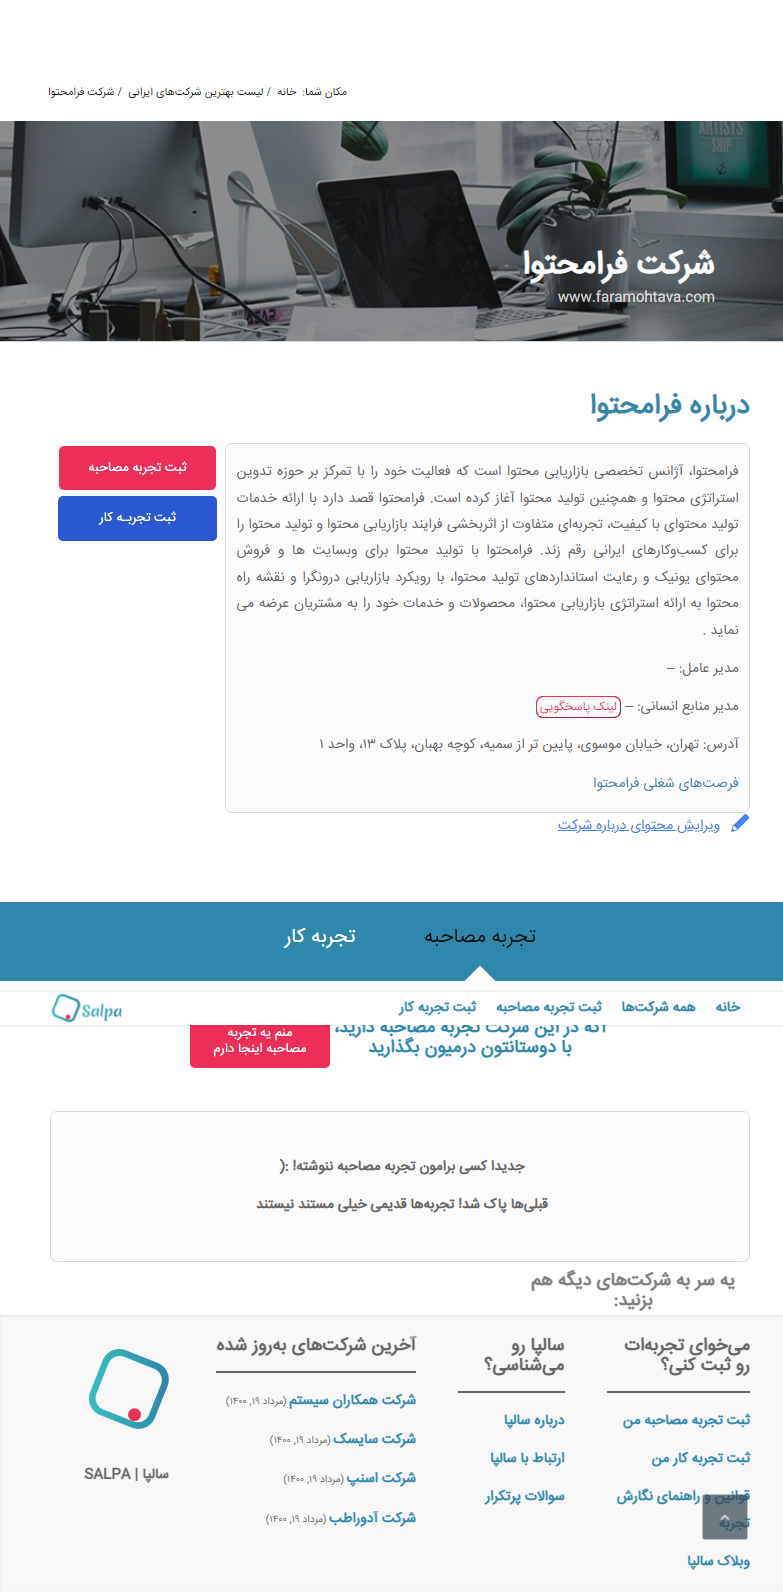 مکان شما: خانه / لیست بهترین شرکت‌های ایرانی / شرکت فرامحتوا
ARTISTS
SHIP
شرکت فرامحتوا
www.faramohtava.com
درباره فرامحتوا
ثبت تجربه مصاحبه
ثبت تجربـه کار
فرامحتوا، آژانس تخصصی بازاریابی محتوا است که فعالیت خود را با تمرکز بر حوزه تدوین
استراتژی محتوا و همچنین تولید محتوا آغاز کرده است. فرامحتوا قصد دارد با ارائه خدمات
تولید محتوای با کیفیت، تجربه‌ای متفاوت از اثربخشی فرایند بازاریابی محتوا و تولید محتوا را
برای کسب‌وکارهای ایرانی رقم زند. فرامحتوا با تولید محتوا برای وبسایت ها و فروش
محتوای یونیک و رعایت استانداردهای تولید محتوا، با رویکرد بازاریابی درونگرا و نقشه راه
محتوا به ارائه استراتژی بازاریابی محتوا، محصولات و خدمات خود را به مشتریان عرضه می
نماید .
مدیر عامل: –
مدیر منابع انسانی: – لینک پاسخگویی
آدرس: تهران، خیابان موسوی، پایین تر از سمیه، کوچه بهبان، پلاک ۱۳، واحد ۱
فرصت‌های شغلی فرامحتوا
ویرایش محتوای درباره شرکت
تجربه مصاحبه
تجربه کار
خانه
همه شرکت‌ها
ثبت تجربه مصاحبه
ثبت تجربه کار
Salpa
اگه در این شرکت تجربه مصاحبه دارید،
با دوستانتون درمیون بگذارید
منم یه تجربه
مصاحبه اینجا دارم
جدیدا کسی برامون تجربه مصاحبه ننوشته! :(
قبلی‌ها پاک شد! تجربه‌ها قدیمی خیلی مستند نیستند
یه سر به شرکت‌های دیگه هم
بزنید:
می‌خوای تجربه‌ات
رو ثبت کنی؟
ثبت تجربه مصاحبه من
ثبت تجربه کار من
قوانین و راهنمای نگارش
تجربه
وبلاک سالپا
سالپا رو
می‌شناسی؟
درباره سالپا
ارتباط با سالپا
سوالات پرتکرار
آخرین شرکت‌های به‌روز شده
شرکت همکاران سیستم (مرداد ۱۹, ۱۴۰۰)
شرکت سایسک (مرداد ۱۹, ۱۴۰۰)
شرکت اسنپ (مرداد ۱۹, ۱۴۰۰)
شرکت آدوراطب (مرداد ۱۹, ۱۴۰۰)
سالپا | SALPA